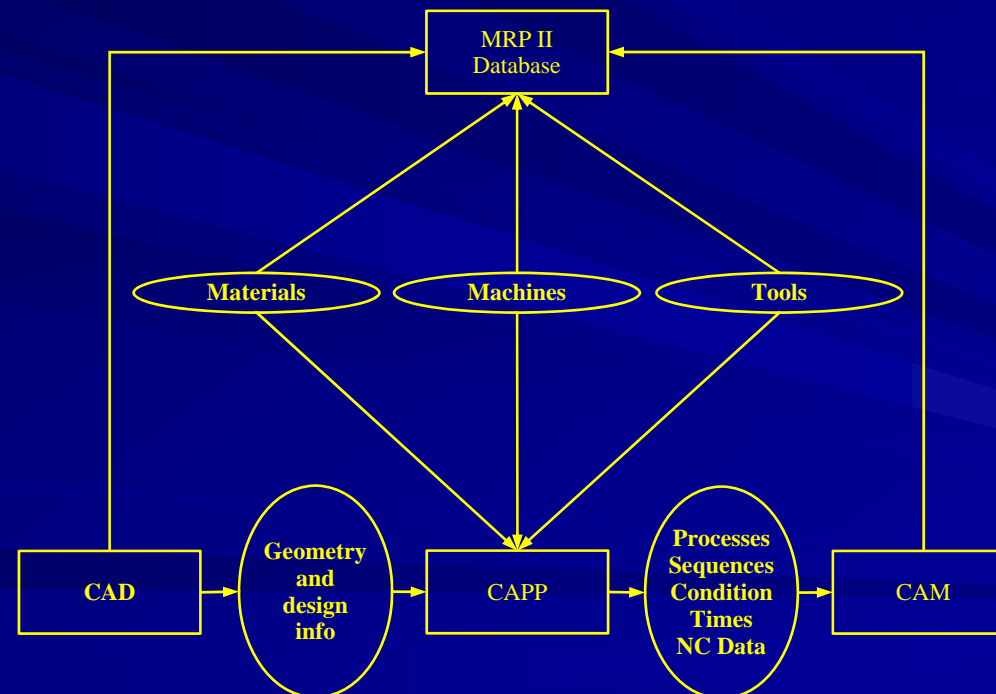 MRP II
Database
Materials
Machines
Tools
CAD
Geometry
and
design
info
CAPP
Processes
Sequences
Condition
Times
NC Data
CAM